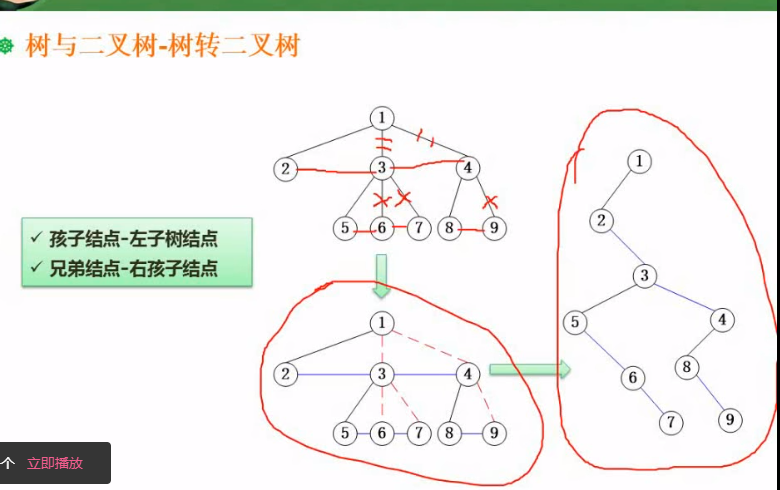 树与二叉树-树转二叉树
1
2 3 4
5 6 7 8 9
✓ 孩子结点-左子树结点
✓ 兄弟结点-右孩子结点
1
2 3 4
5 6 7 8 9
1
2
3
5 4
6 8
7 9
个 立即播放